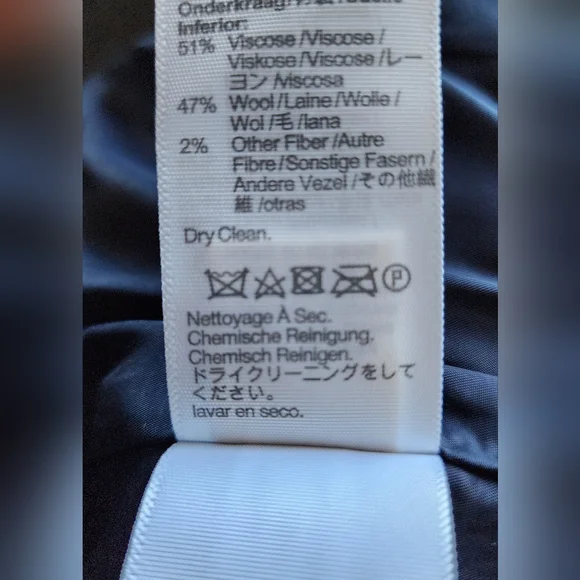 Inferior:
51% Viscose/Viscose/
Viskose/Viscose/レー
ヨン/viscosa
47% Wool/Laine/Wolle/
Wol/毛/lana
2% Other Fiber/Autre
Fibre/Sonstige Fasern/
Andere Vezel/その他繊
維/otras
Dry Clean.
P
Nettoyage À Sec.
Chemische Reinigung.
Chemisch Reinigen.
ドライクリーニングをして
ください。
lavar en seco.